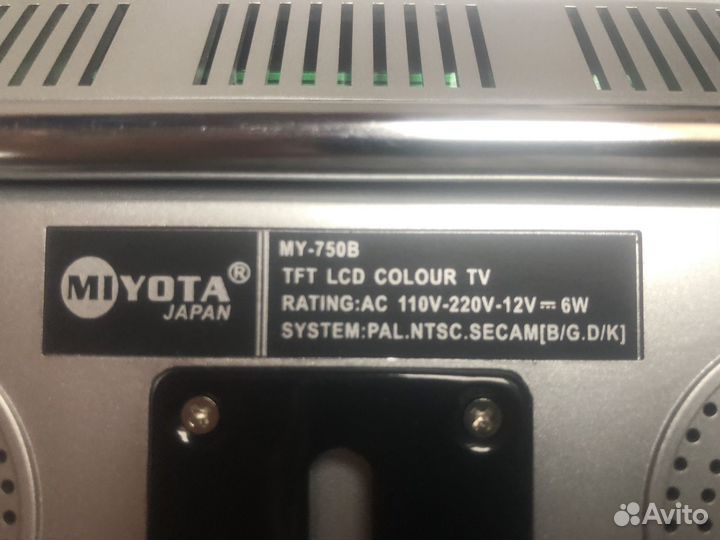 MIYOTA®
JAPAN
MY-750B
TFT LCD COLOUR TV
RATING:AC 110V-220V-12V⎓6W
SYSTEM:PAL.NTSC.SECAM[B/G.D/K]
Avito